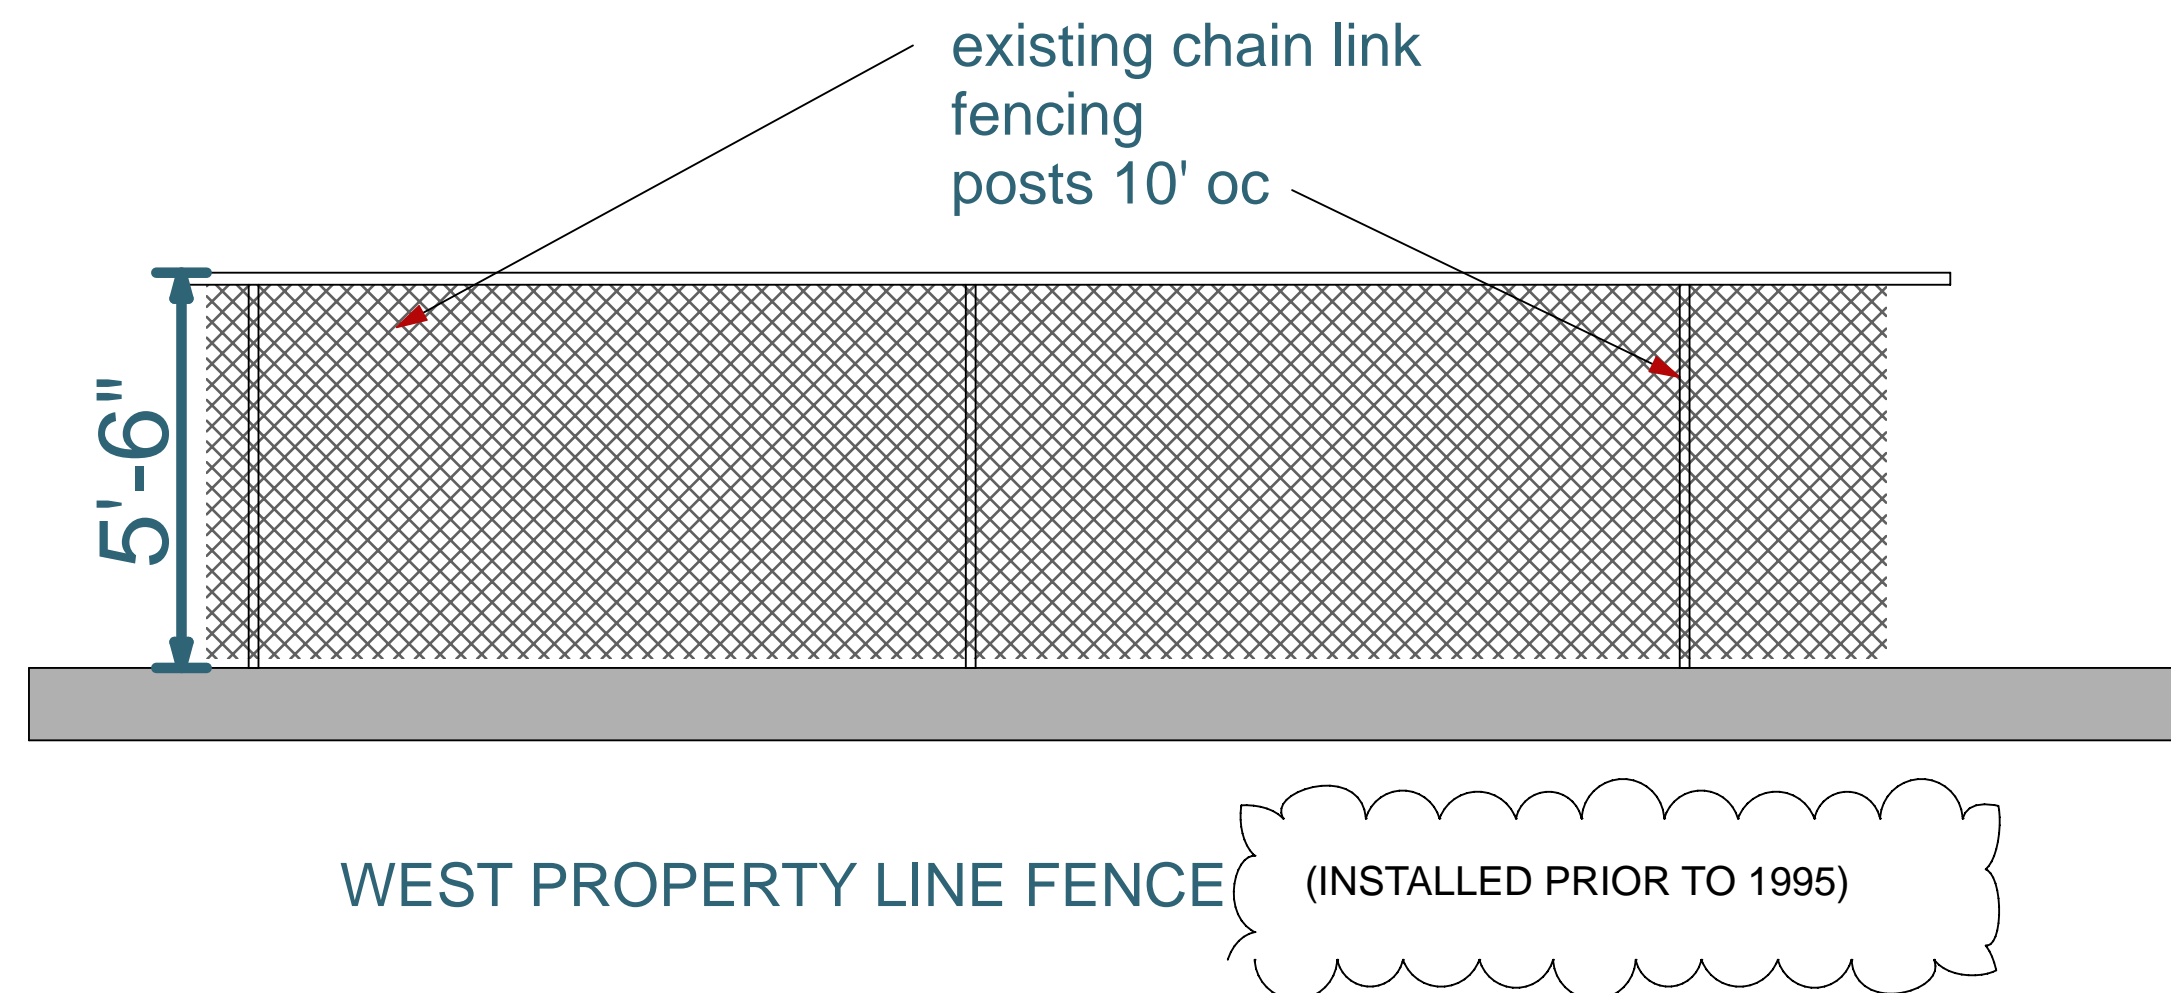 existing chain link
fencing
posts 10' oc
5'-6"
WEST PROPERTY LINE FENCE
(INSTALLED PRIOR TO 1995)